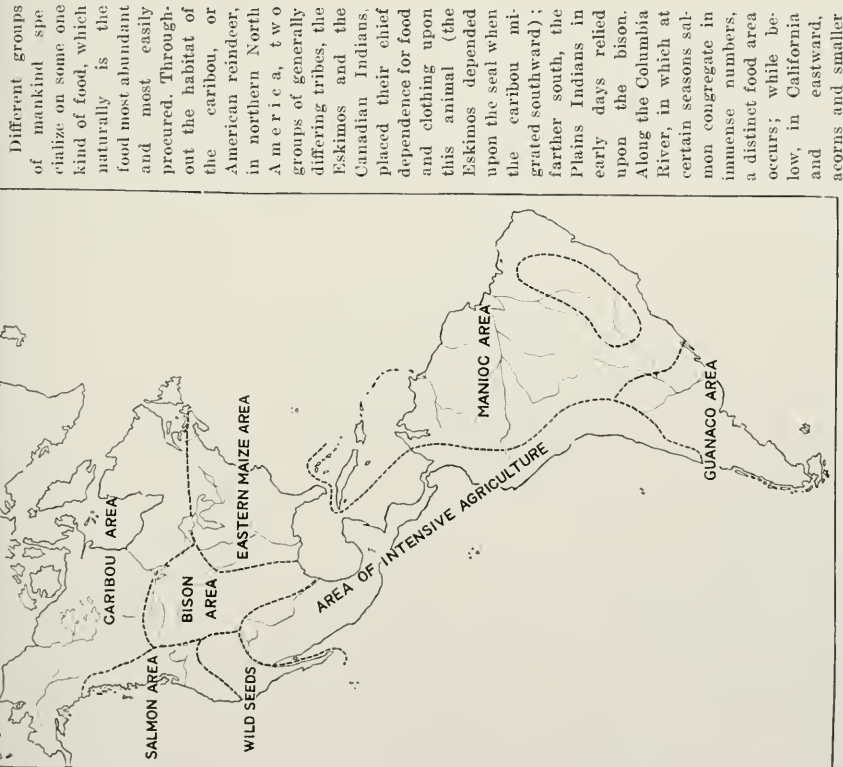 Different groups
of mankind spe
cialize on some one
kind of food, which
naturally is the
food most abundant
and most easily
procured. Through-
out the habitat of
the caribou, or
American reindeer,
in northern North
America, two
groups of generally
differing tribes, the
Eskimos and the
Canadian Indians,
placed their chief
dependence for food
and clothing upon
this animal (the
Eskimos depended
upon the seal when
the caribou mi-
grated southward);
farther south, the
Plains Indians in
early days relied
upon the bison.
Along the Columbia
River, in which at
certain seasons sal-
mon congregate in
immense numbers,
a distinct food area
occurs; while be-
low, in California
and eastward,
acorns and smaller
CARIBOU AREA
SALMON AREA
BISON
AREA
EASTERN MAIZE AREA
WILD SEEDS
AREA OF INTENSIVE AGRICULTURE
MANIOC AREA
GUANACO AREA